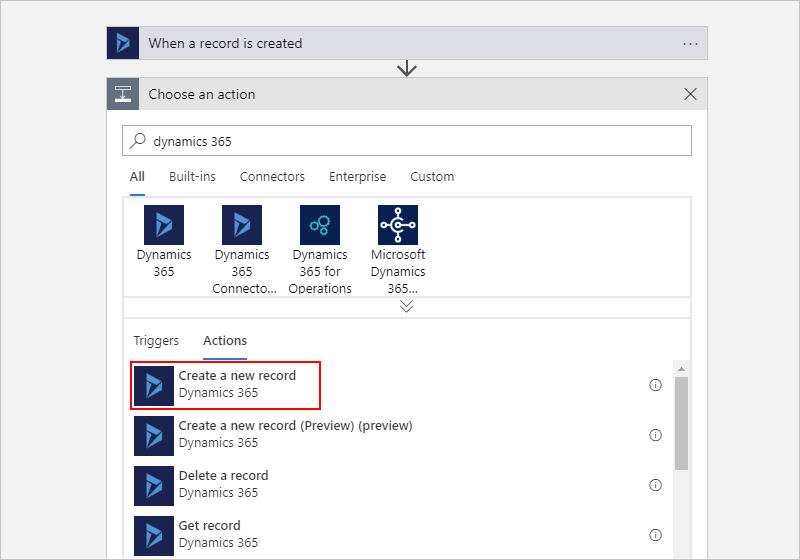 When a record is created
Choose an action
dynamics 365
All Built-ins Connectors Enterprise Custom
Dynamics
365
Dynamics
365
Connecto...
Dynamics
365 for
Operations
Microsoft
Dynamics
365...
Triggers Actions
Create a new record
Dynamics 365
Create a new record (Preview) (preview)
Dynamics 365
Delete a record
Dynamics 365
Get record
Dynamics 365